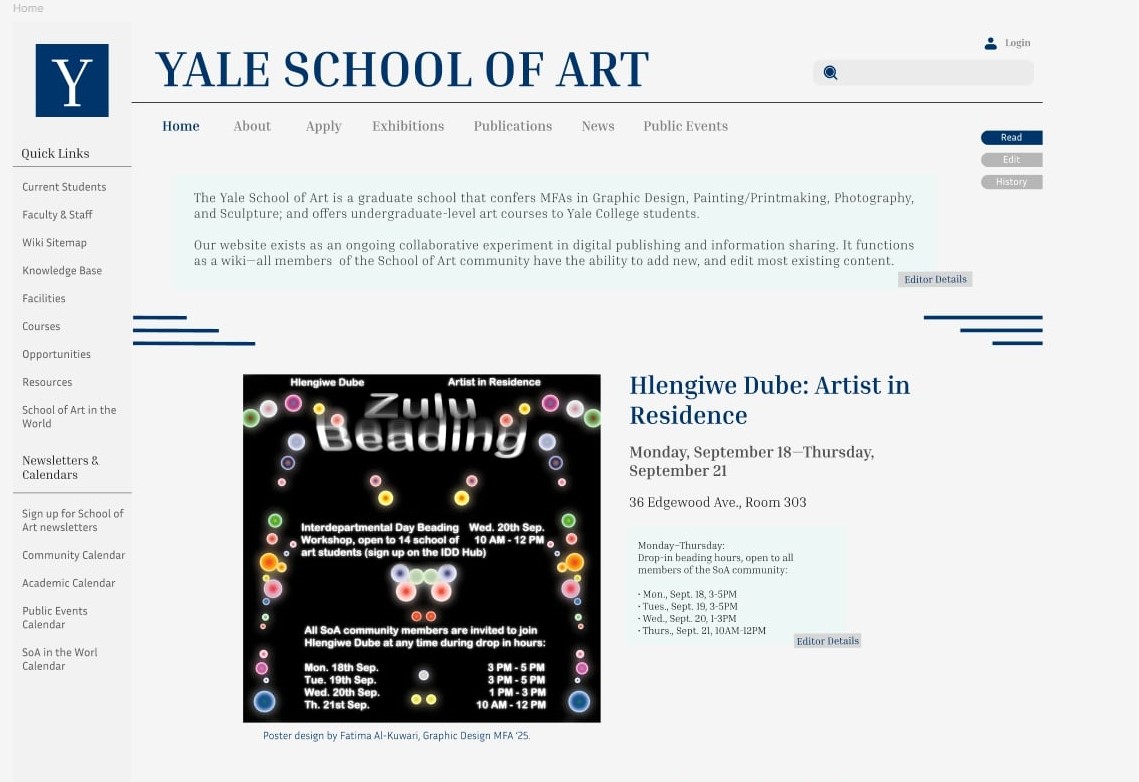 Home
Y
YALE SCHOOL OF ART
Login
Home About Apply Exhibitions Publications News Public Events
Read
Edit
History
Quick Links
Current Students
Faculty & Staff
Wiki Sitemap
Knowledge Base
Facilities
Courses
Opportunities
Resources
School of Art in the
World
Newsletters &
Calendars
Sign up for School of
Art newsletters
Community Calendar
Academic Calendar
Public Events
Calendar
SoA in the Worl
Calendar
The Yale School of Art is a graduate school that confers MFAs in Graphic Design, Painting/Printmaking, Photography,
and Sculpture; and offers undergraduate-level art courses to Yale College students.
Our website exists as an ongoing collaborative experiment in digital publishing and information sharing. It functions
as a wiki—all members of the School of Art community have the ability to add new, and edit most existing content.
Editor Details
Hlengiwe Dube Artist in Residence
Zulu
Beading
Interdepartmental Day Beading Wed. 20th Sep.
Workshop, open to 14 school of 10 AM - 12 PM
art students (sign up on the IDD Hub)
All SoA community members are invited to join
Hlengiwe Dube at any time during drop in hours:
Mon. 18th Sep. 3 PM - 5 PM
Tue. 19th Sep. 3 PM - 5 PM
Wed. 20th Sep. 1 PM - 3 PM
Th. 21st Sep. 10 AM - 12 PM
Poster design by Fatima Al-Kuwari, Graphic Design MFA '25.
Hlengiwe Dube: Artist in
Residence
Monday, September 18—Thursday,
September 21
36 Edgewood Ave., Room 303
Monday–Thursday:
Drop-in beading hours, open to all
members of the SoA community:
· Mon., Sept. 18, 3-5PM
· Tues., Sept. 19, 3-5PM
· Wed., Sept. 20, 1-3PM
· Thurs., Sept. 21, 10AM-12PM
Editor Details